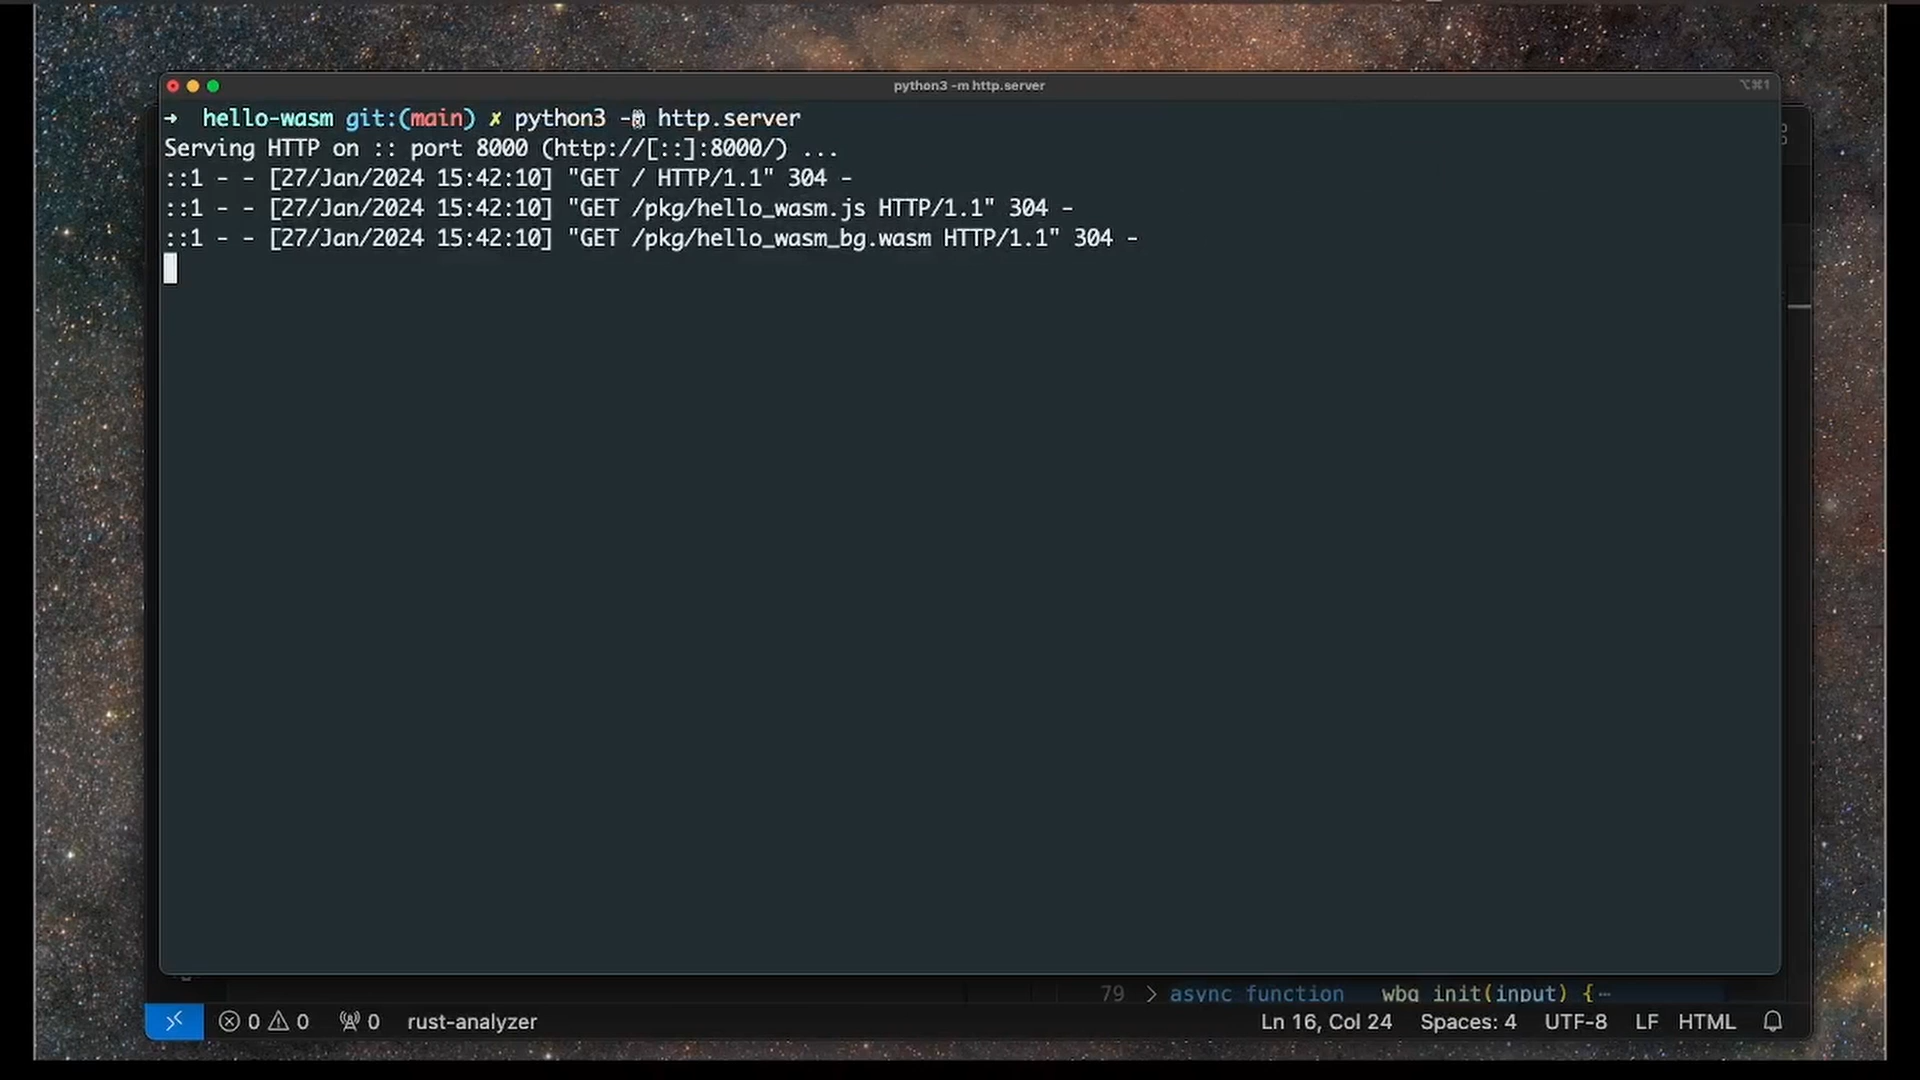 python3 -m http.server
⌥⌘1
➜ hello-wasm git:(main) ✗ python3 -m http.server
Serving HTTP on :: port 8000 (http://[::]:8000/) ...
::1 - - [27/Jan/2024 15:42:10] "GET / HTTP/1.1" 304 -
::1 - - [27/Jan/2024 15:42:10] "GET /pkg/hello_wasm.js HTTP/1.1" 304 -
::1 - - [27/Jan/2024 15:42:10] "GET /pkg/hello_wasm_bg.wasm HTTP/1.1" 304 -
79 > async function __wbg_init(input) {⋯
0 0 0 rust-analyzer Ln 16, Col 24 Spaces: 4 UTF-8 LF HTML